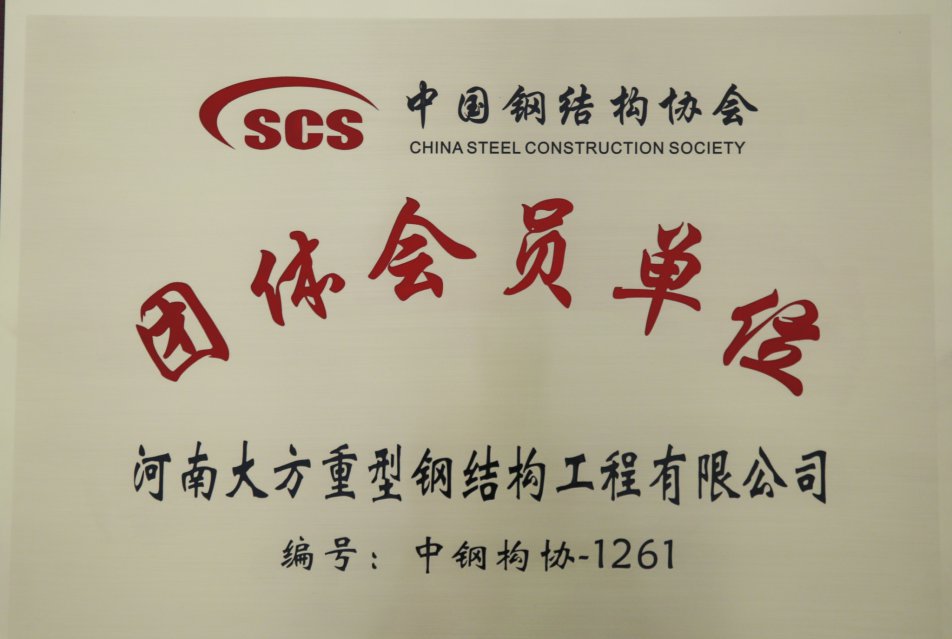 SCS 中国钢结构协会
CHINA STEEL CONSTRUCTION SOCIETY
团体会员单位
河南大方重型钢结构工程有限公司
编号：中钢构协-1261